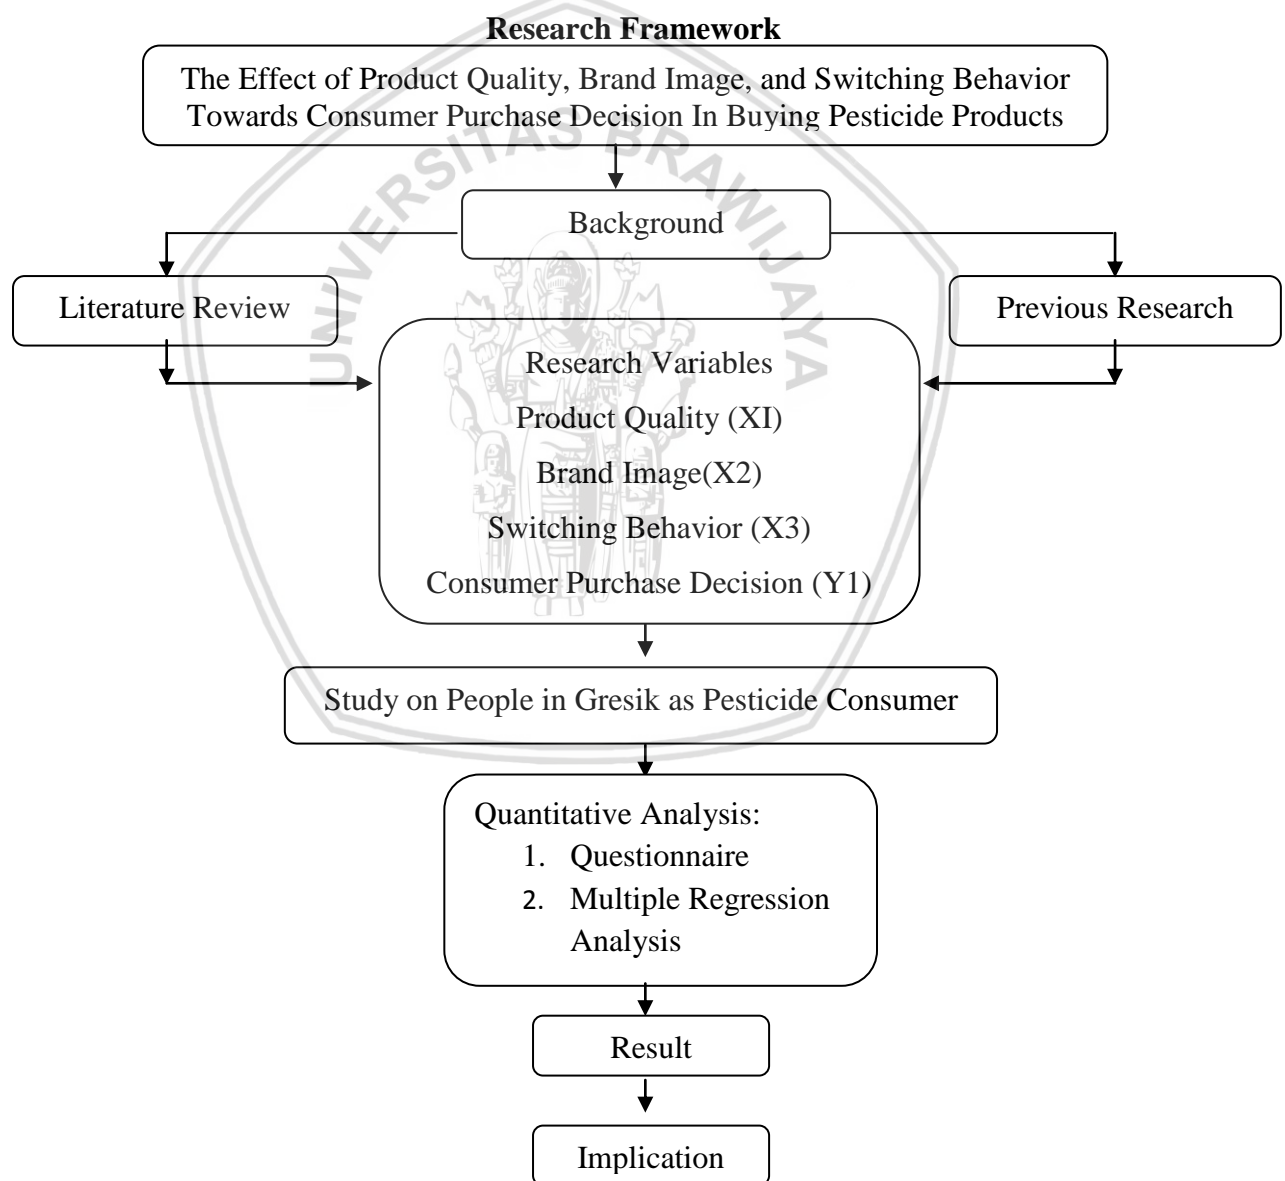 Research Framework
The Effect of Product Quality, Brand Image, and Switching Behavior
Towards Consumer Purchase Decision In Buying Pesticide Products
UNIVERSITAS BRAWIJAYA
Background
Literature Review
Previous Research
Research Variables
Product Quality (XI)
Brand Image(X2)
Switching Behavior (X3)
Consumer Purchase Decision (Y1)
Study on People in Gresik as Pesticide Consumer
Quantitative Analysis:
1. Questionnaire
2. Multiple Regression
Analysis
Result
Implication